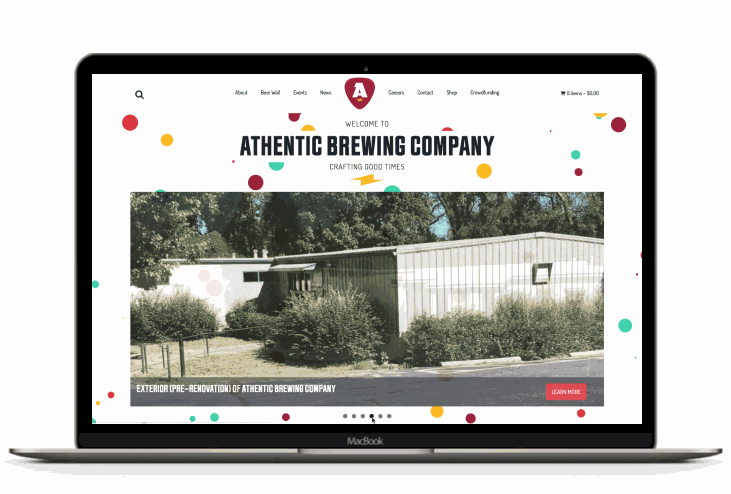 About Beer Wall Events News A Careers Contact Shop Crowdfunding 0 items - $0.00
WELCOME TO
ATHENTIC BREWING COMPANY
CRAFTING GOOD TIMES
EXTERIOR (PRE-RENOVATION) OF ATHENTIC BREWING COMPANY
LEARN MORE
MacBook